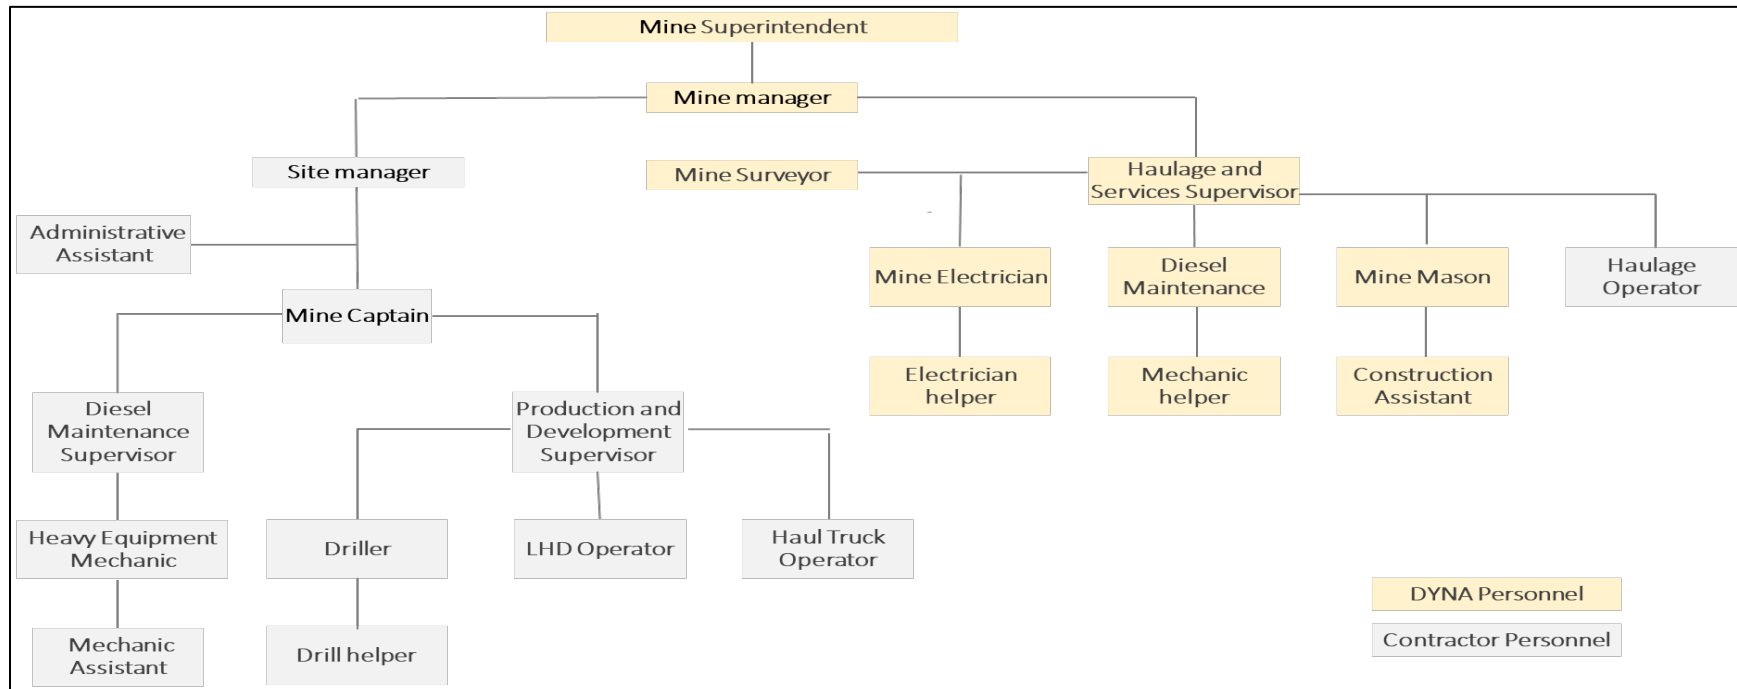 Mine Superintendent
Mine manager
Site manager
Mine Surveyor
Haulage and
Services Supervisor
Administrative
Assistant
Mine Electrician
Diesel
Maintenance
Mine Mason
Haulage
Operator
Mine Captain
Electrician
helper
Mechanic
helper
Construction
Assistant
Diesel
Maintenance
Supervisor
Production and
Development
Supervisor
Heavy Equipment
Mechanic
Driller
LHD Operator
Haul Truck
Operator
DYNA Personnel
Contractor Personnel
Mechanic
Assistant
Drill helper